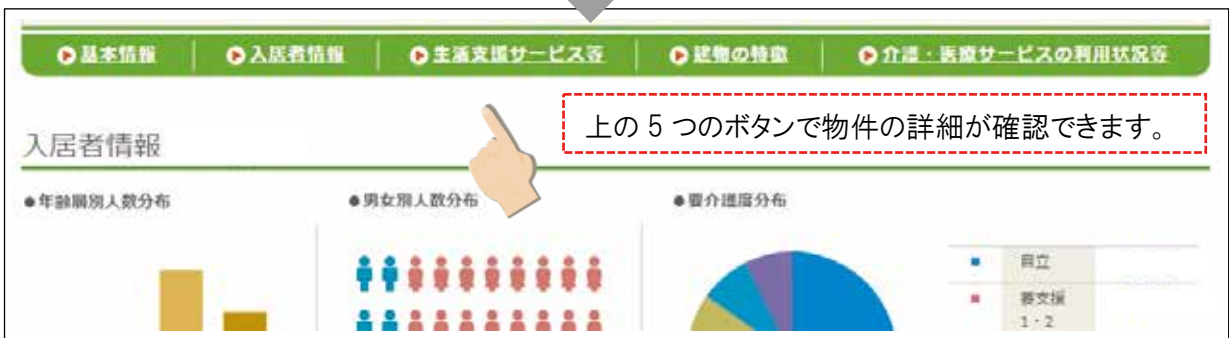 基本情報 入居者情報 生活支援サービス等 建物の特徴 介護・医療サービスの利用状況等
上の 5 つのボタンで物件の詳細が確認できます。
入居者情報
●年齢層別人数分布 ●男女別人数分布 ●要介護度分布
自立
要支援
1・2